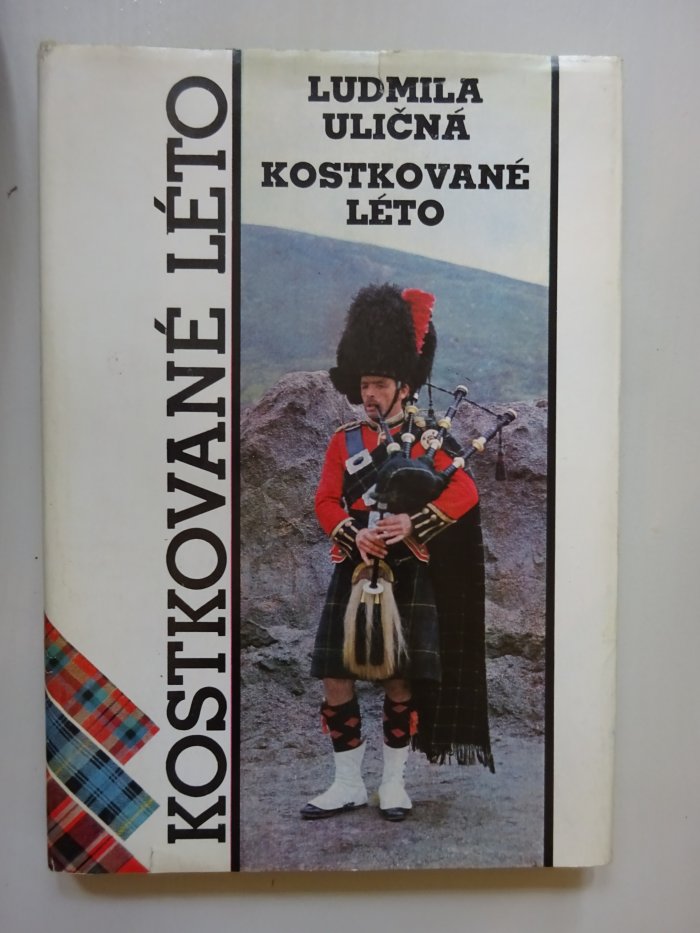 KOSTKOVANÉ LÉTO
LUDMILA
ULIČNÁ
KOSTKOVANÉ
LÉTO